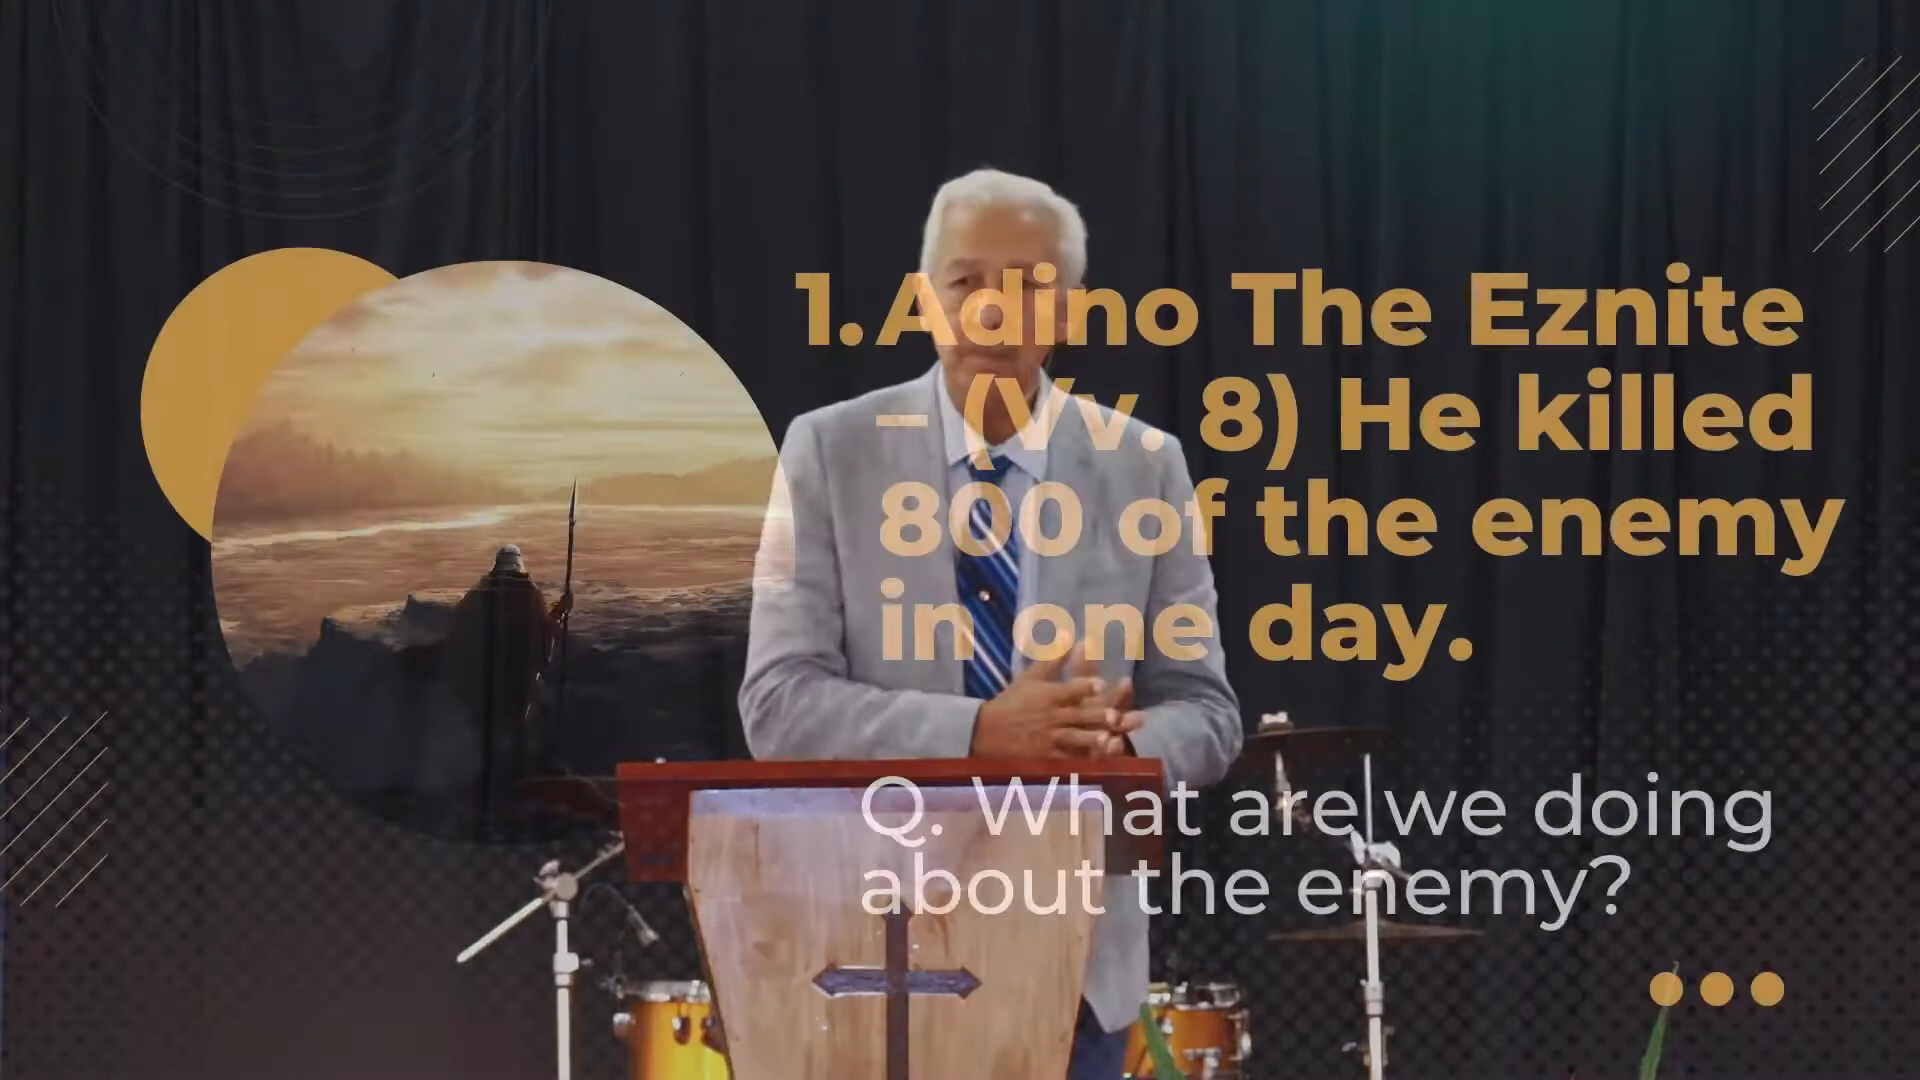 1. Adino The Eznite
– (Vv. 8) He killed
800 of the enemy
in one day.
Q. What are we doing
about the enemy?